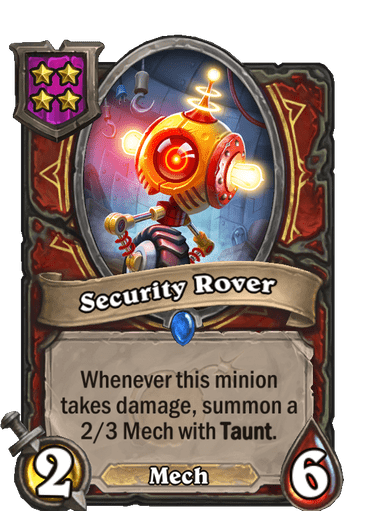 Security Rover
Whenever this minion
takes damage, summon a
2/3 Mech with Taunt.
2
Mech
6